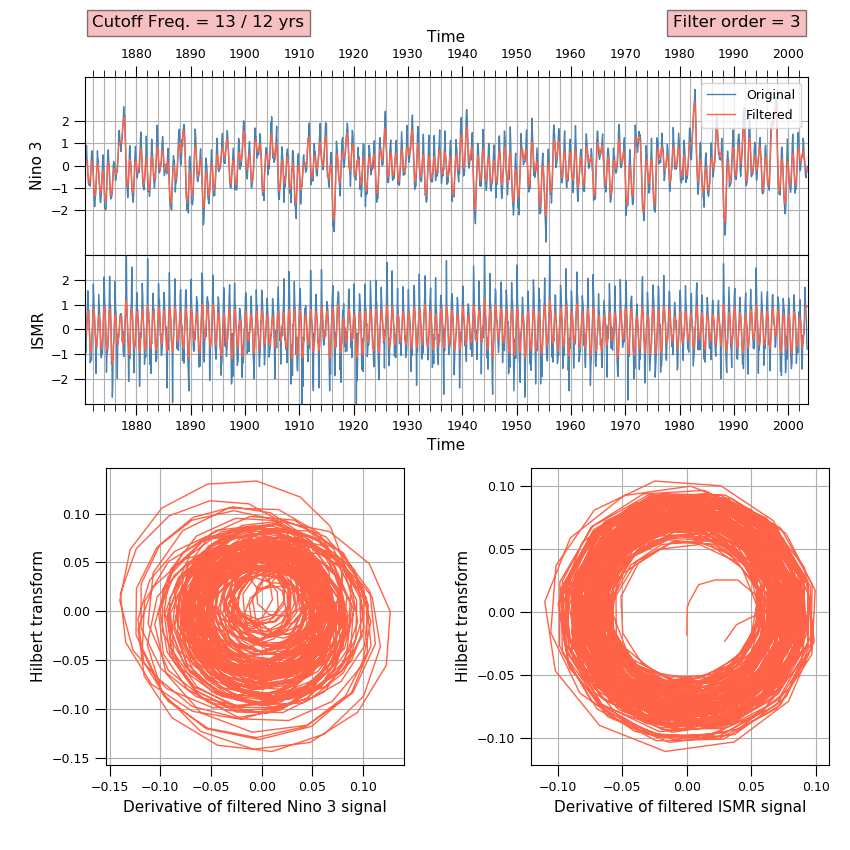 Cutoff Freq. = 13 / 12 yrs
Filter order = 3
Time
1880 1890 1900 1910 1920 1930 1940 1950 1960 1970 1980 1990 2000
Original
Filtered
Nino 3
2
1
0
−1
−2
ISMR
2
1
0
−1
−2
1880 1890 1900 1910 1920 1930 1940 1950 1960 1970 1980 1990 2000
Time
Hilbert transform
0.10
0.05
0.00
−0.05
−0.10
−0.15
−0.15 −0.10 −0.05 0.00 0.05 0.10
Derivative of filtered Nino 3 signal
Hilbert transform
0.10
0.05
0.00
−0.05
−0.10
−0.10 −0.05 0.00 0.05 0.10
Derivative of filtered ISMR signal